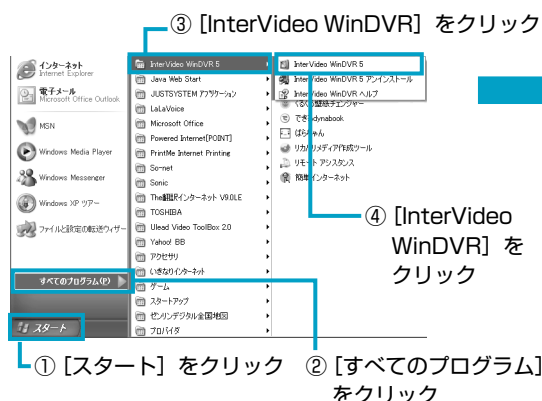 ③［InterVideo WinDVR］をクリック
インターネット
Internet Explorer
電子メール
Microsoft Office Outlook
MSN
Windows Media Player
Windows Messenger
Windows XP ツアー
ファイルと設定の転送ウィザー
すべてのプログラム(P)
スタート
InterVideo WinDVR 5
Java Web Start
JUSTSYSTEM アプリケーション
LaLaVoice
Microsoft Office
Powered Internet[POINT]
PrintMe Internet Printing
So-net
Sonic
The翻訳インターネット V9.0LE
TOSHIBA
Ulead Video ToolBox 2.0
Yahoo! BB
アクセサリ
いきなりインターネット
ゲーム
スタートアップ
ゼンリンデジタル全国地図
プロバイダ
InterVideo WinDVR 5
InterVideo WinDVR 5 アンインストール
InterVideo WinDVR ヘルプ
くるくる壁紙チェンジャー
できるdynabook
ぱらちゃん
リカバリメディア作成ツール
リモート アシスタンス
簡単インターネット
④［InterVideo
WinDVR］を
クリック
①［スタート］をクリック
②［すべてのプログラム］
をクリック